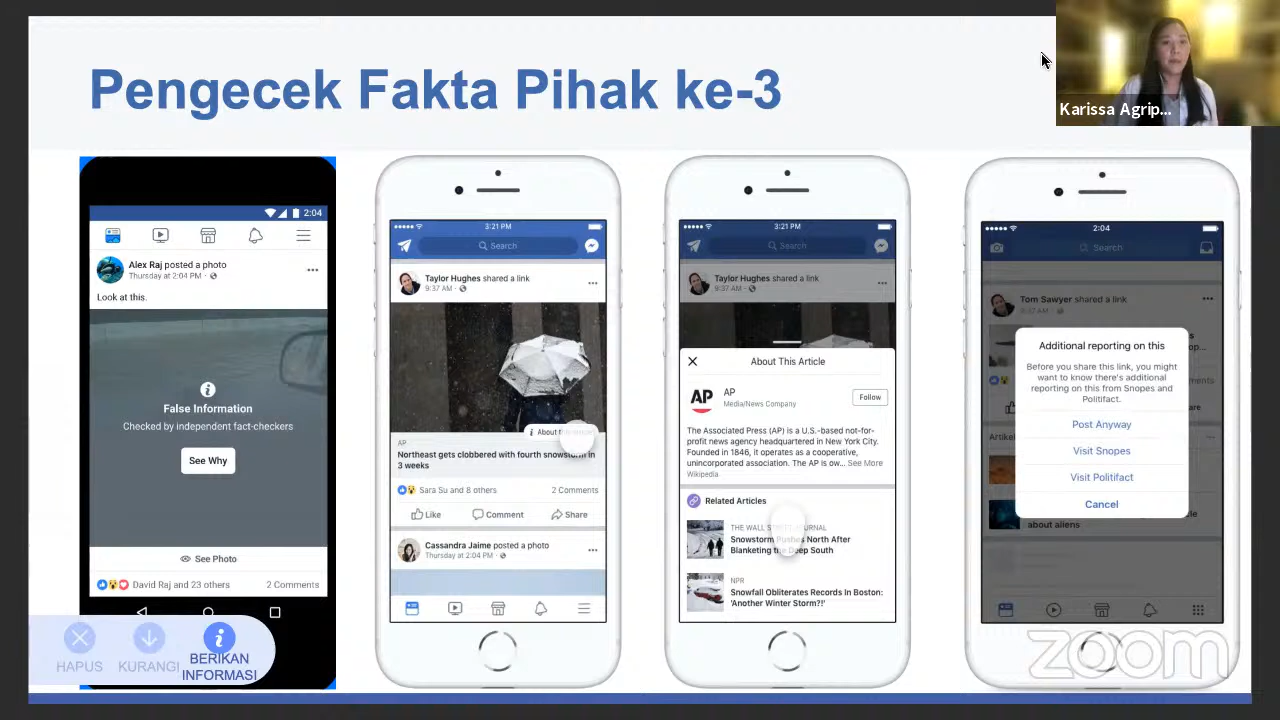 Pengecek Fakta Pihak ke-3
Karissa Agrip...
2:04
Alex Raj posted a photo
Thursday at 2:04 PM
Look at this.
False Information
Checked by independent fact-checkers
See Why
See Photo
David Raj and 23 others
2 Comments
HAPUS
KURANGI
BERIKAN
INFORMASI
3:21 PM
Search
Taylor Hughes shared a link
9:37 AM
AP
Northeast gets clobbered with fourth snowstorm in
3 weeks
Sara Su and 8 others
2 Comments
Like
Comment
Share
Cassandra Jaime posted a photo
Thursday at 2:04 PM
3:21 PM
Search
Taylor Hughes shared a link
9:37 AM
About This Article
AP
AP
Media/News Company
Follow
The Associated Press (AP) is a U.S.-based not-for-
profit news agency headquartered in New York City.
Founded in 1846, it operates as a cooperative,
unincorporated association. The AP is ow... See More
Wikipedia
Related Articles
THE WALL STREET JOURNAL
Snowstorm Pushes North After
Blanketing the Deep South
NPR
Snowfall Obliterates Records In Boston:
'Another Winter Storm?!'
2:04
Search
Tom Sawyer shared a link
Additional reporting on this
Before you share this link, you might
want to know there's additional
reporting on this from Snopes and
Politifact.
Post Anyway
Visit Snopes
Visit Politifact
Cancel
about aliens
zoom